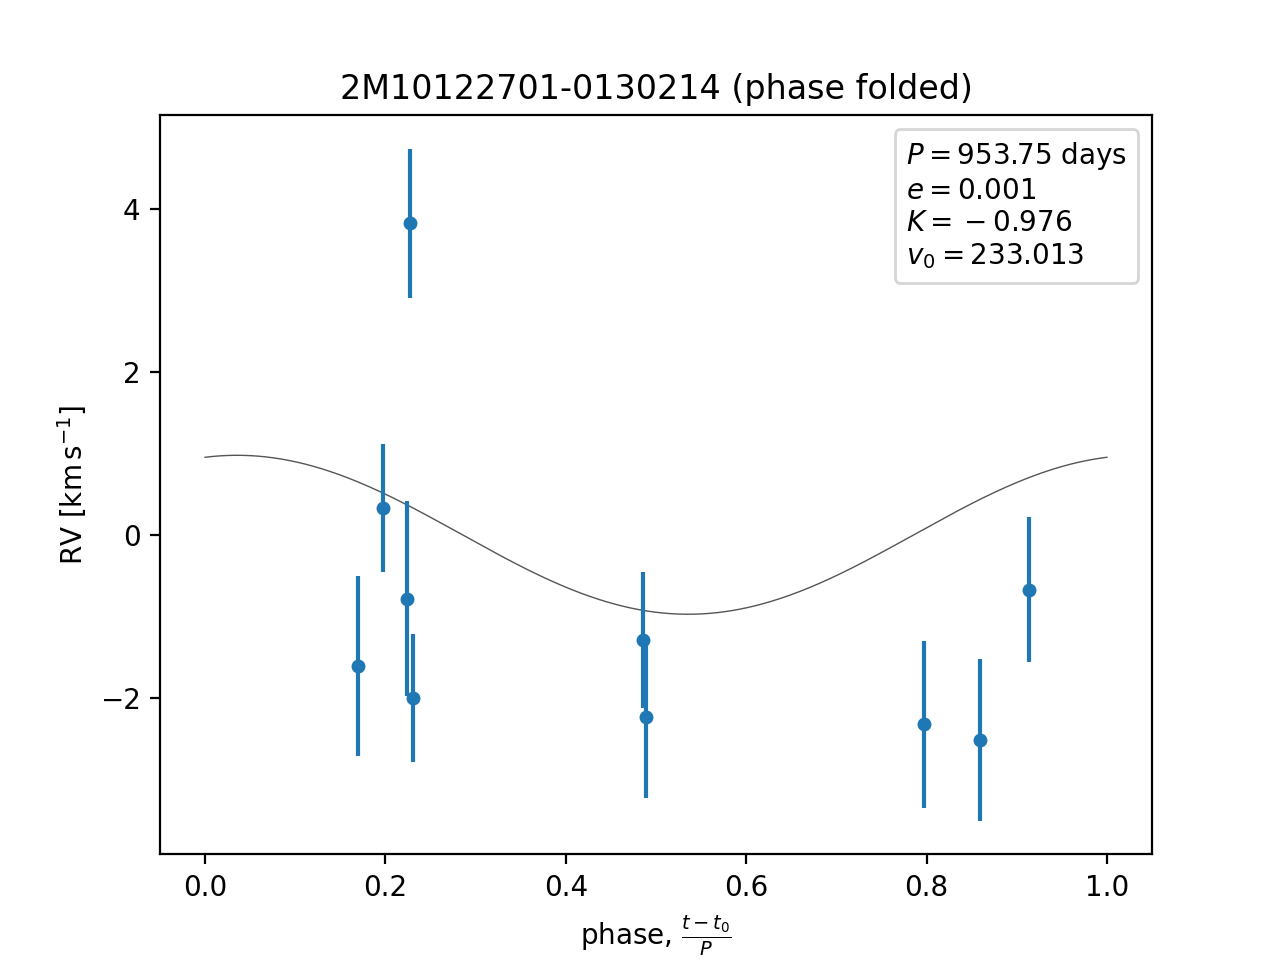 2M10122701-0130214 (phase folded)
P = 953.75 days
e = 0.001
K = −0.976
v₀ = 233.013
4
2
0
−2
RV [km s⁻¹]
0.0 0.2 0.4 0.6 0.8 1.0
phase, (t − t₀)/P